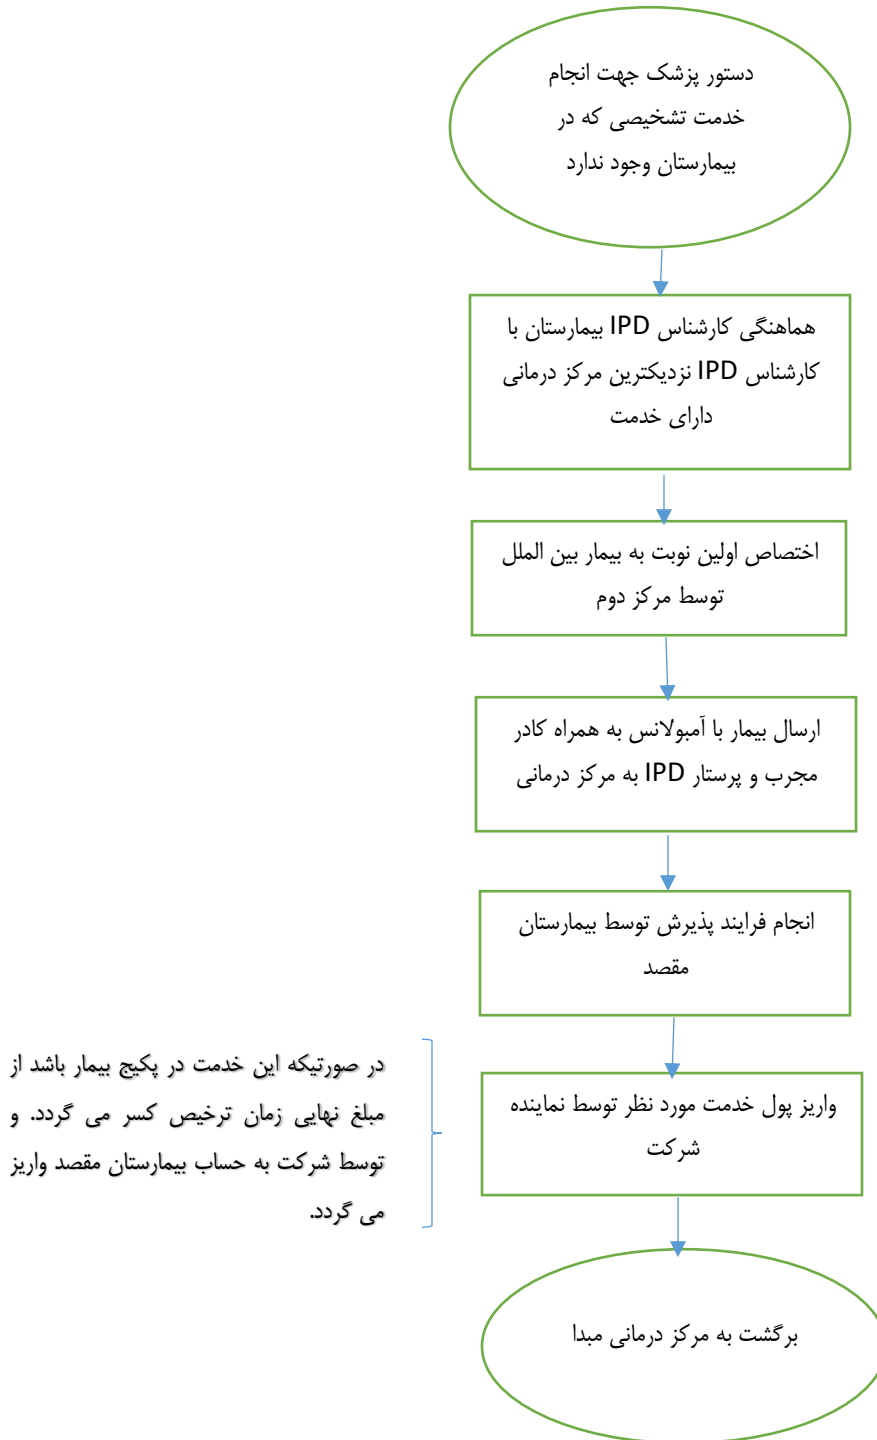 دستور پزشک جهت انجام
خدمت تشخیصی که در
بیمارستان وجود ندارد
هماهنگی کارشناس IPD بیمارستان با
کارشناس IPD نزدیکترین مرکز درمانی
دارای خدمت
اختصاص اولین نوبت به بیمار بین الملل
توسط مرکز دوم
ارسال بیمار با آمبولانس به همراه کادر
مجرب و پرستار IPD به مرکز درمانی
انجام فرایند پذیرش توسط بیمارستان
مقصد
واریز پول خدمت مورد نظر توسط نماینده
شرکت
در صورتیکه این خدمت در پکیج بیمار باشد از
مبلغ نهایی زمان ترخیص کسر می گردد. و
توسط شرکت به حساب بیمارستان مقصد واریز
می گردد.
برگشت به مرکز درمانی مبدا